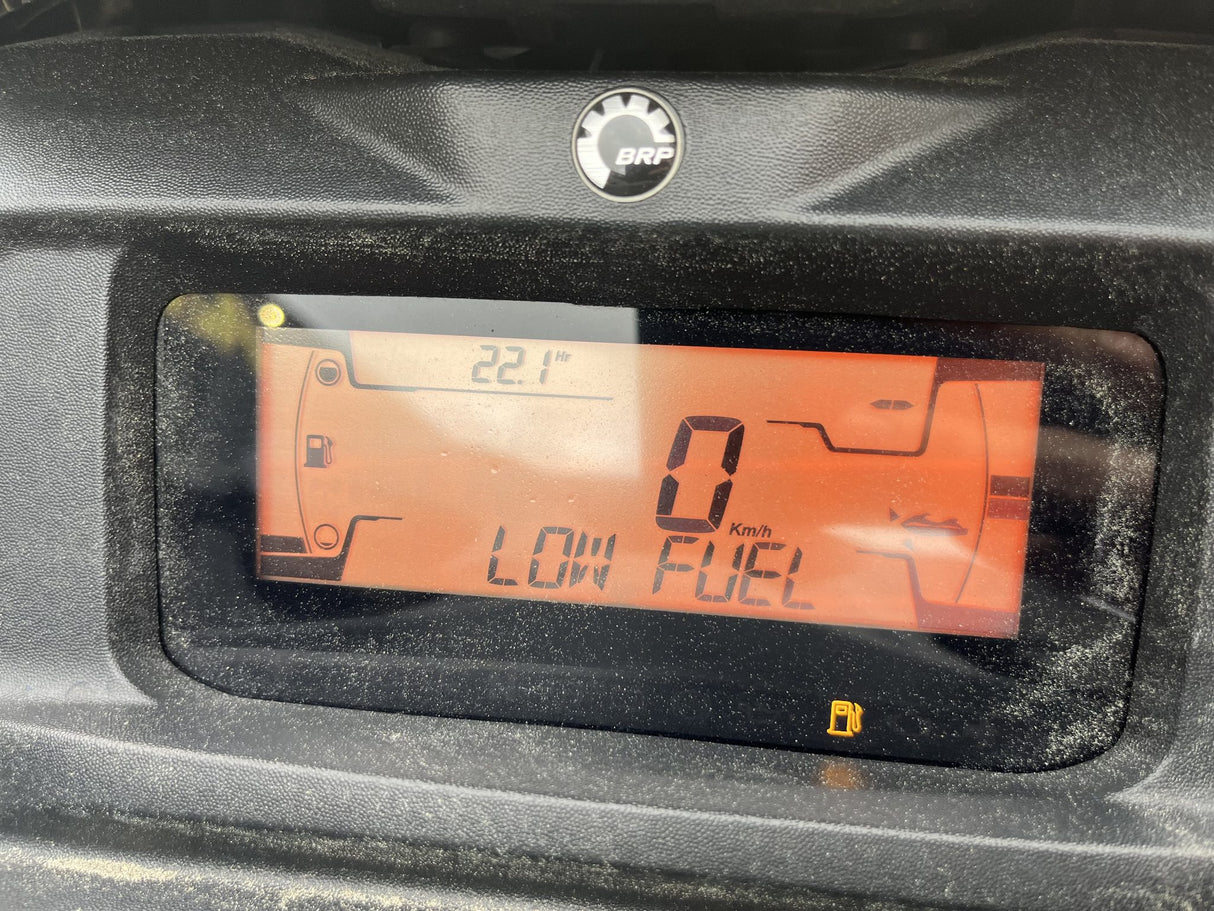 BRP
22.1 Hr
0
Km/h
LOW FUEL